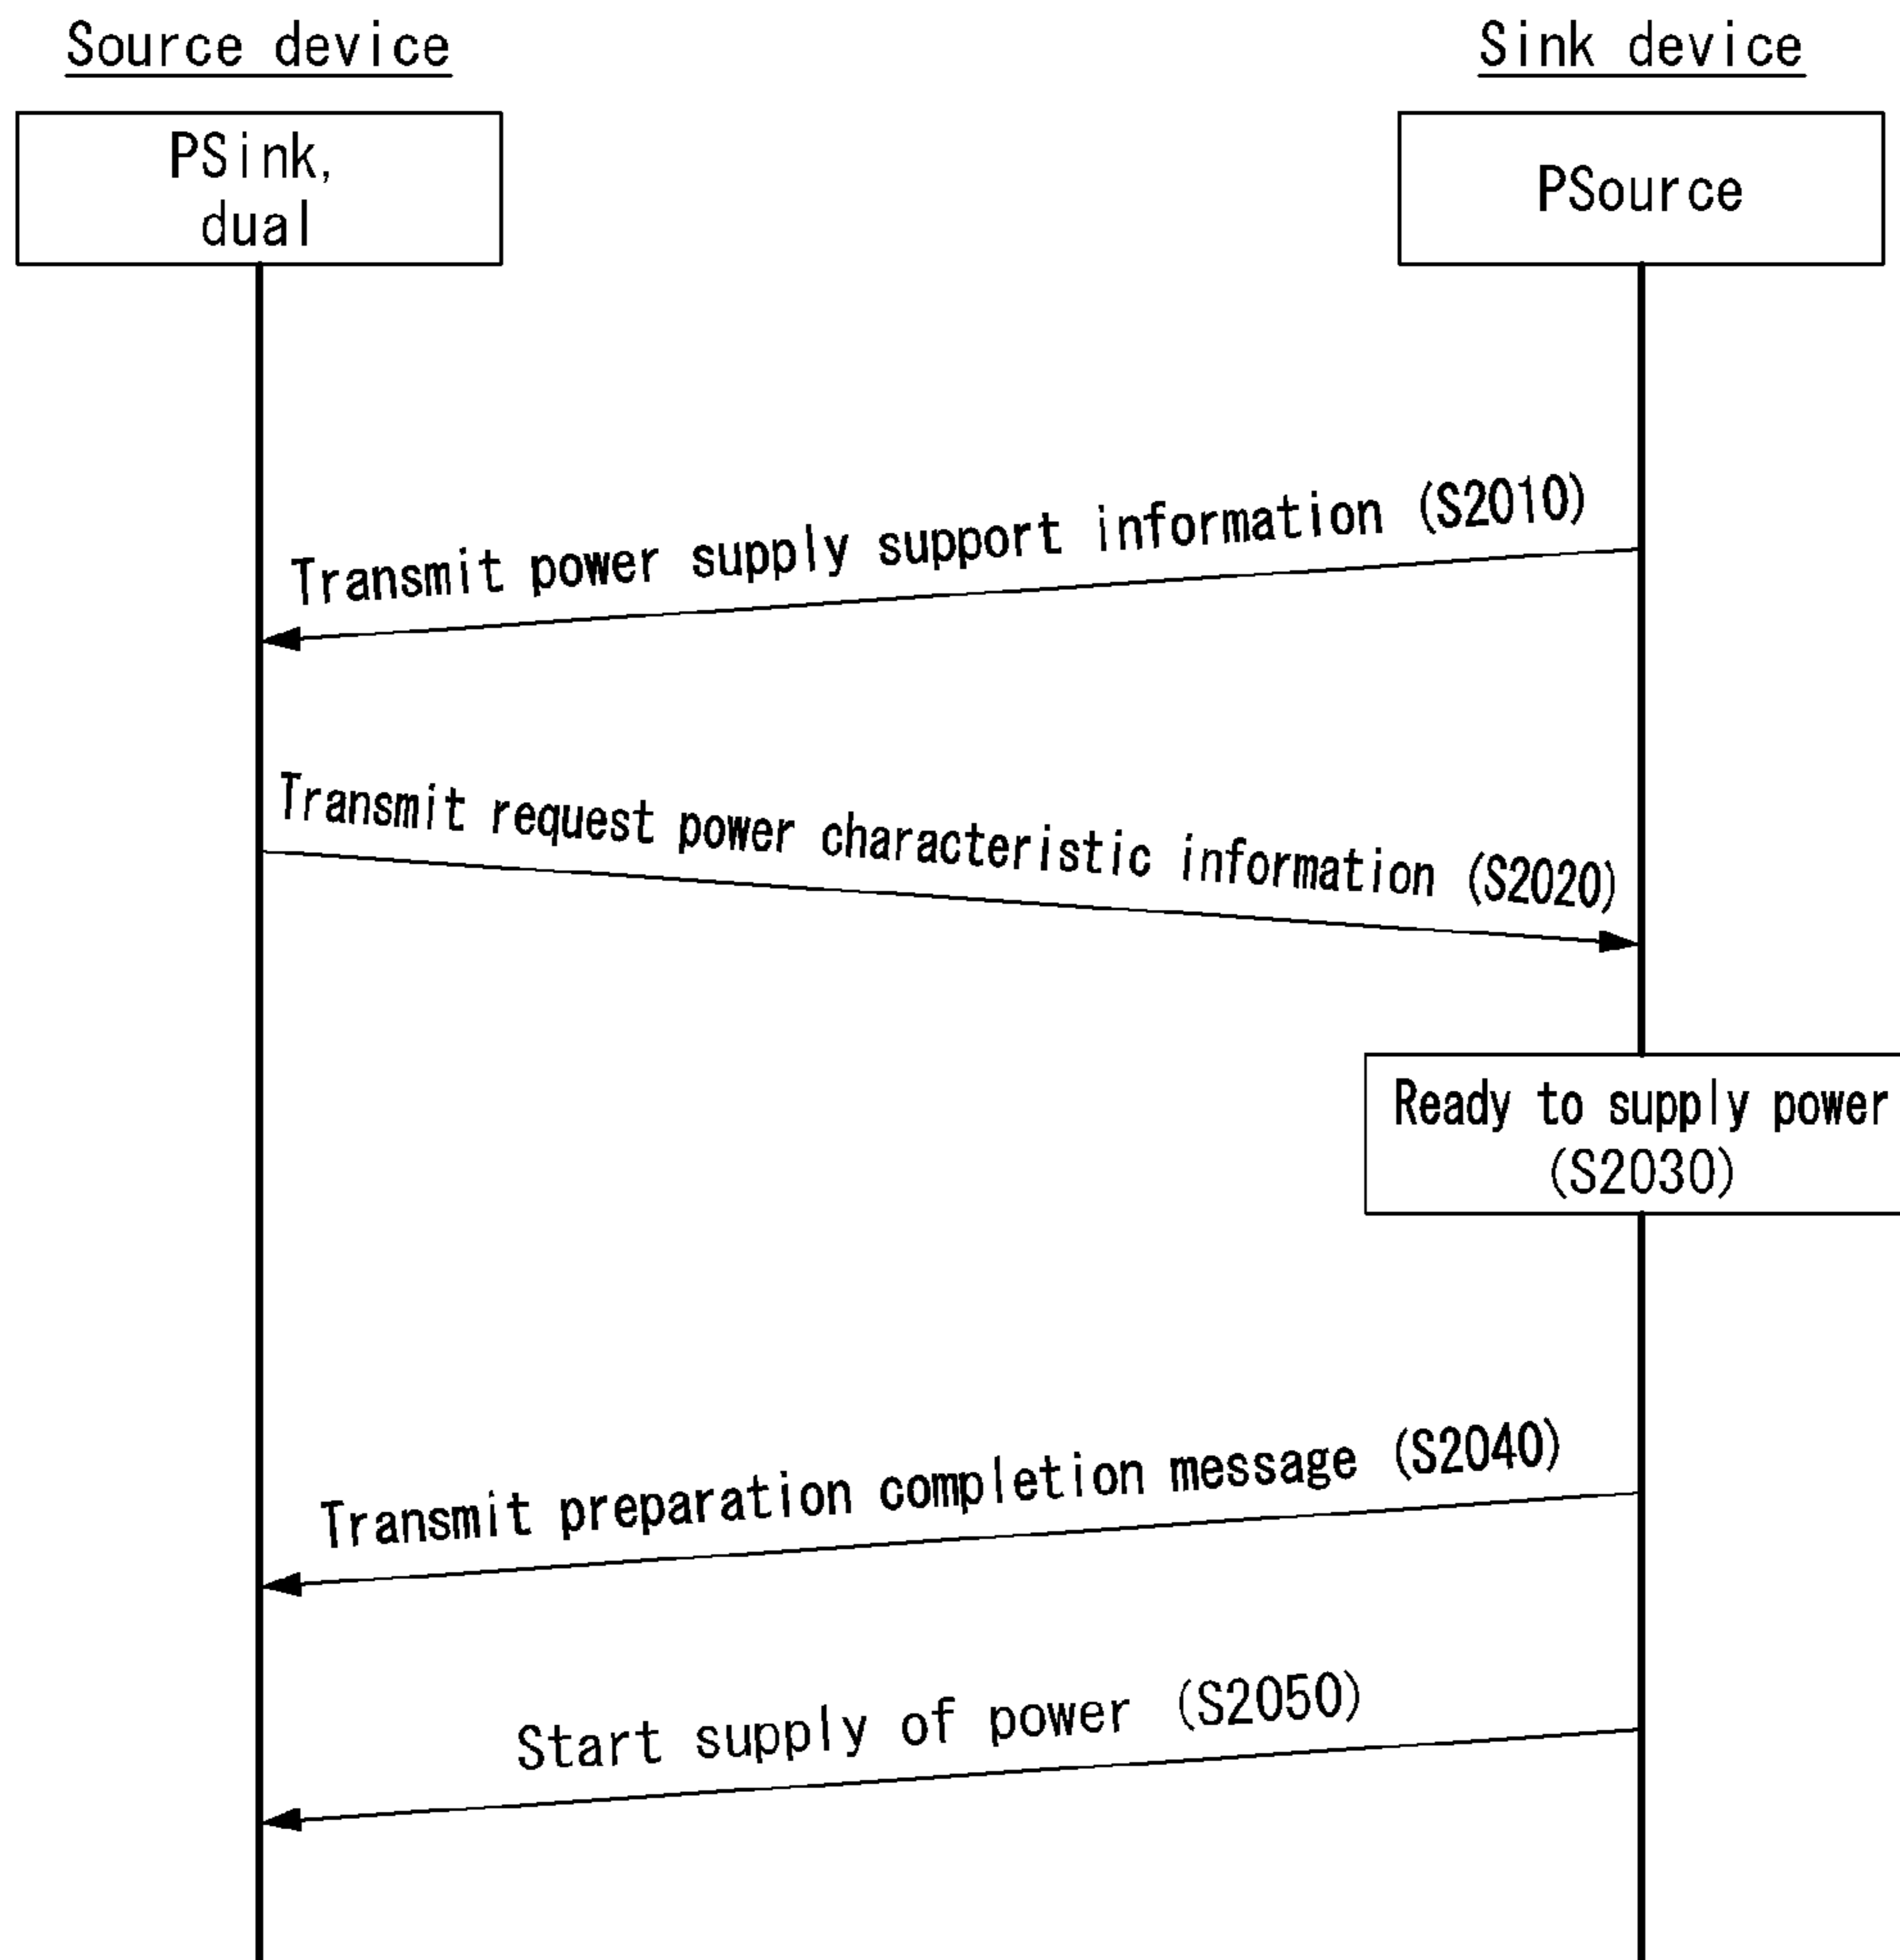 Source device
Sink device
PSink,
dual
PSource
Transmit power supply support information (S2010)
Transmit request power characteristic information (S2020)
Ready to supply power
(S2030)
Transmit preparation completion message (S2040)
Start supply of power (S2050)